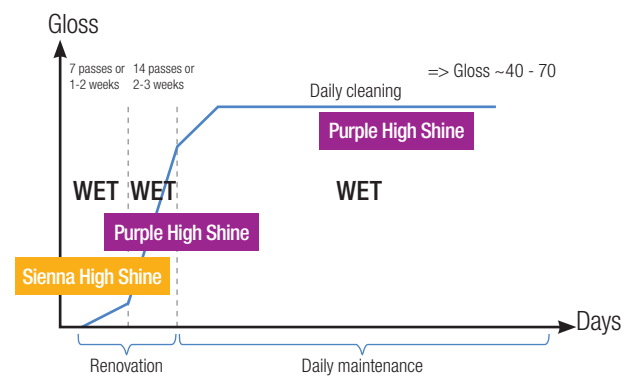 Gloss
7 passes or
1-2 weeks
14 passes or
2-3 weeks
=> Gloss ~40 - 70
Daily cleaning
Purple High Shine
WET
WET
WET
Purple High Shine
Sienna High Shine
Days
Renovation
Daily maintenance